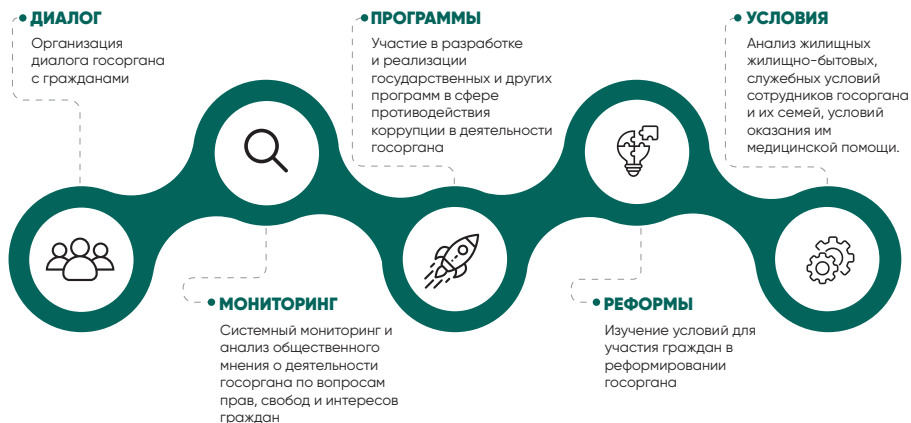 ДИАЛОГ
Организация
диалога госоргана
с гражданами
ПРОГРАММЫ
Участие в разработке
и реализации
государственных и других
программ в сфере
противодействия
коррупции в деятельности
госоргана
УСЛОВИЯ
Анализ жилищных
жилищно-бытовых,
служебных условий
сотрудников госоргана
и их семей, условий
оказания им
медицинской помощи.
МОНИТОРИНГ
Системный мониторинг и
анализ общественного
мнения о деятельности
госоргана по вопросам
прав, свобод и интересов
граждан
РЕФОРМЫ
Изучение условий для
участия граждан в
реформировании
госоргана